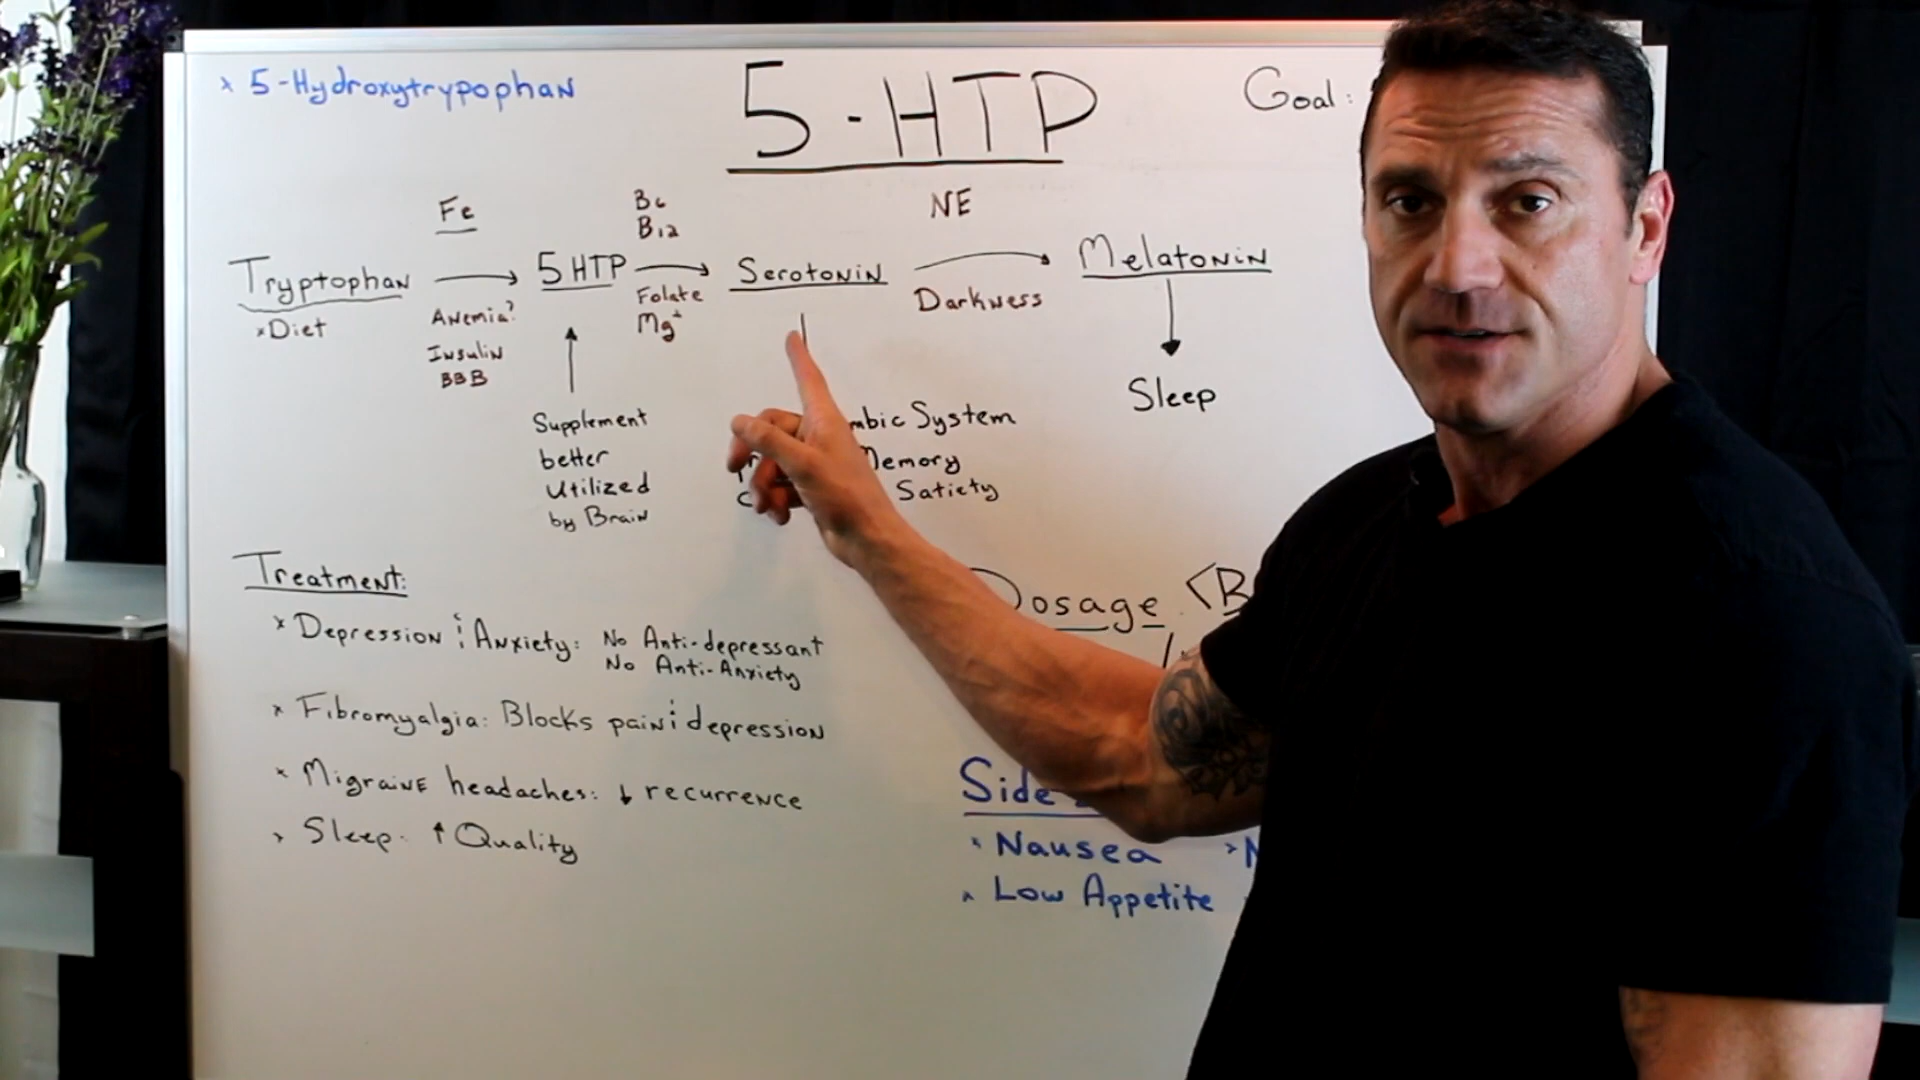 × 5-Hydroxytrypophan
5-HTP
Goal:
Fe
B6
B12
NE
Tryptophan
5HTP
Serotonin
Melatonin
×Diet
Anemia?
Insulin
BBB
Folate
Mg+
Darkness
Supplement
better
Utilized
by Brain
mbic System
Memory
Satiety
Sleep
Treatment:
× Depression & Anxiety: No Anti-depressant
No Anti-Anxiety
× Fibromyalgia: Blocks pain & depression
× Migraine headaches: ↓ recurrence
× Sleep: ↑ Quality
Dosage
Side
× Nausea
× Low Appetite